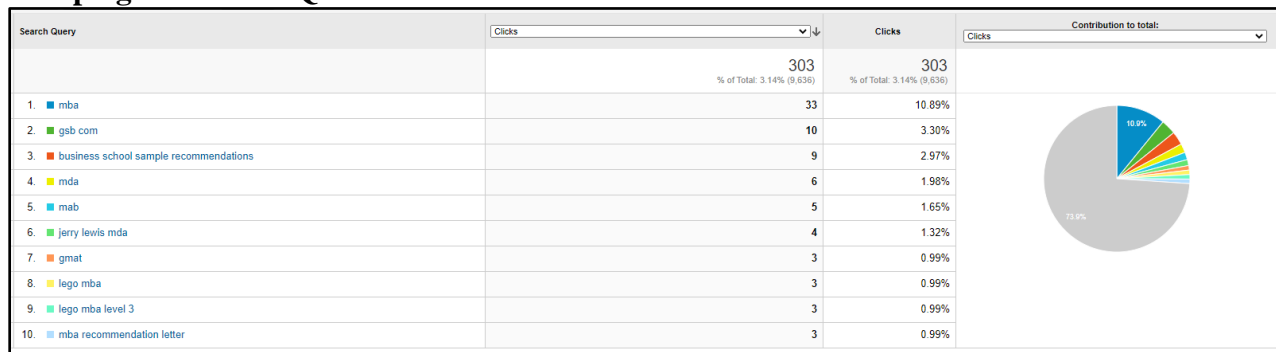 Search Query Clicks Clicks Contribution to total:
Clicks
303 303
% of Total: 3.14% (9,636) % of Total: 3.14% (9,636)
1. mba 33 10.89%
2. gsb com 10 3.30%
3. business school sample recommendations 9 2.97%
4. mda 6 1.98%
5. mab 5 1.65%
6. jerry lewis mda 4 1.32%
7. gmat 3 0.99%
8. lego mba 3 0.99%
9. lego mba level 3 3 0.99%
10. mba recommendation letter 3 0.99%
10.9%
73.9%